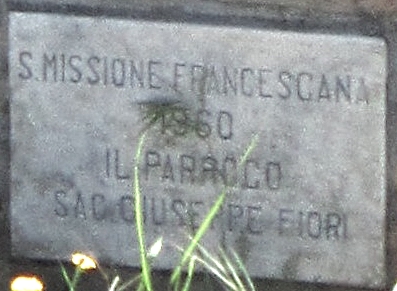 S. MISSIONE FRANCESCANA
1960
IL PARROCO
SAC. GIUSEPPE FIORI